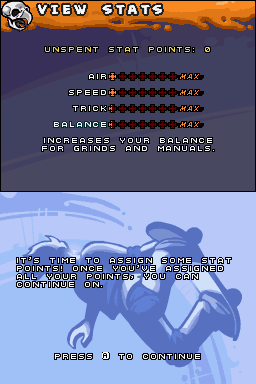 VIEW STATS
UNSPENT STAT POINTS: 0
AIR MAX
SPEED MAX
TRICK MAX
BALANCE MAX
INCREASES YOUR BALANCE
FOR GRINDS AND MANUALS.
IT'S TIME TO ASSIGN SOME STAT
POINTS! ONCE YOU'VE ASSIGNED
ALL YOUR POINTS, YOU CAN
CONTINUE ON.
PRESS A TO CONTINUE